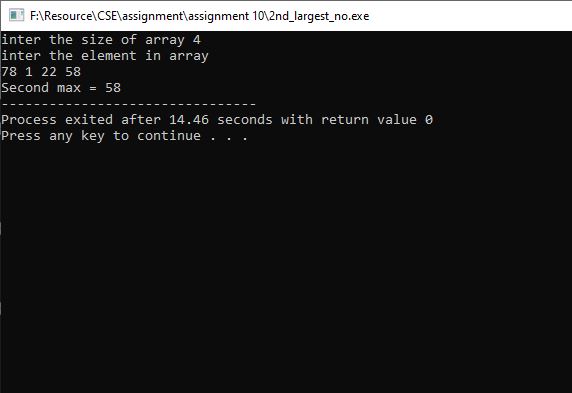 F:\Resource\CSE\assignment\assignment 10\2nd_largest_no.exe
inter the size of array 4
inter the element in array
78 1 22 58
Second max = 58
--------------------------------
Process exited after 14.46 seconds with return value 0
Press any key to continue . . .